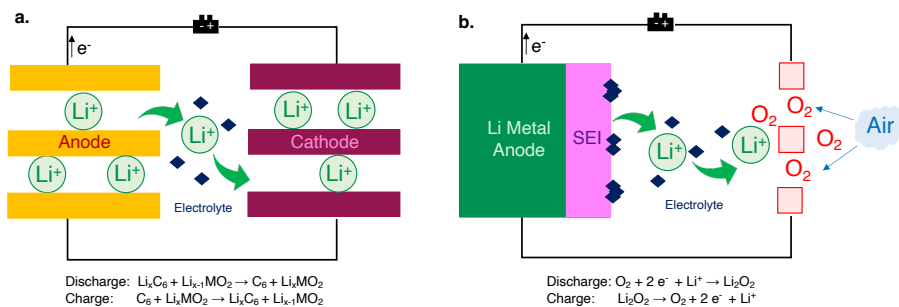 a.
e-
- +
Li+
Li+ Li+
Anode
Li+
Cathode
Li+ Li+
Li+
Electrolyte
Discharge: LixC6 + Lix-1MO2 → C6 + LixMO2
Charge: C6 + LixMO2 → LixC6 + Lix-1MO2
b.
e-
- +
O2
O2
Air
Li Metal
Anode
SEI
Li+
Li+
O2
O2
Electrolyte
Discharge: O2 + 2 e- + Li+ → Li2O2
Charge: Li2O2 → O2 + 2 e- + Li+